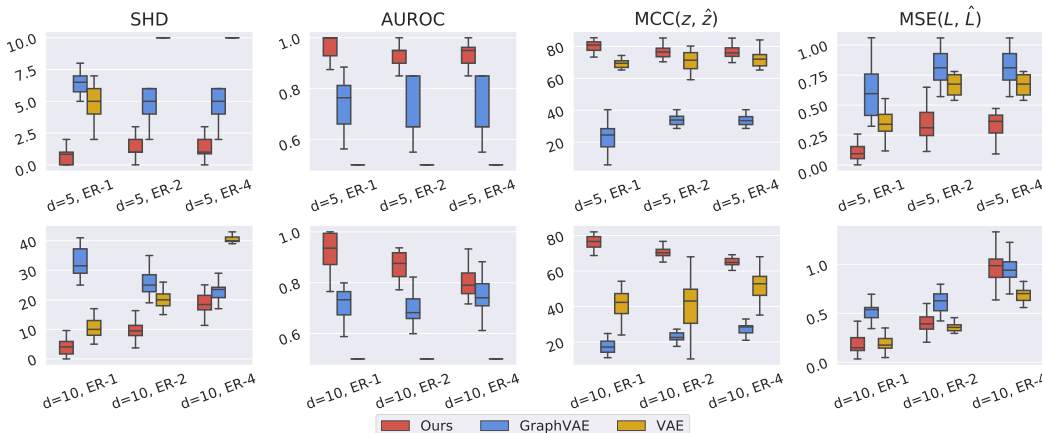 SHD AUROC MCC(z, ẑ) MSE(L, L̂)
10.0 1.0 80 1.00
7.5 0.8 60 0.75
5.0 0.6 40 0.50
2.5 20 0.25
0.0 0.00
d=5, ER-1 d=5, ER-2 d=5, ER-4 d=5, ER-1 d=5, ER-2 d=5, ER-4 d=5, ER-1 d=5, ER-2 d=5, ER-4 d=5, ER-1 d=5, ER-2 d=5, ER-4
40 1.0 80 1.0
30 0.8 60 0.5
20 0.6 40 0.0
10 20
0
d=10, ER-1 d=10, ER-2 d=10, ER-4 d=10, ER-1 d=10, ER-2 d=10, ER-4 d=10, ER-1 d=10, ER-2 d=10, ER-4 d=10, ER-1 d=10, ER-2 d=10, ER-4
Ours GraphVAE VAE